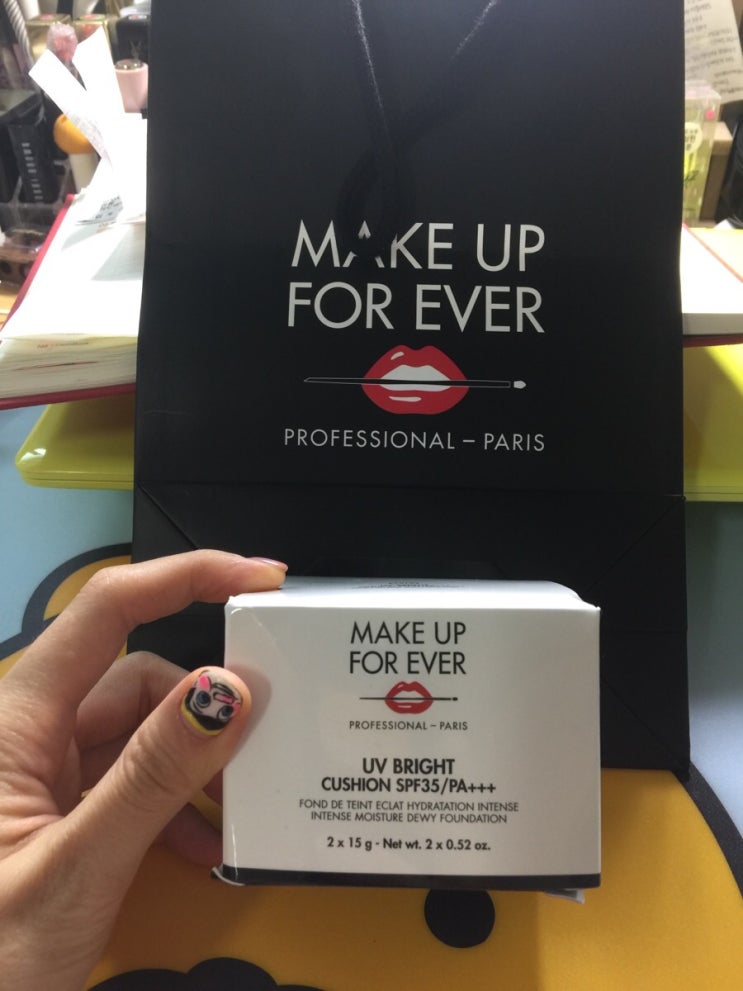 MAKE UP
FOR EVER
PROFESSIONAL – PARIS
MAKE UP
FOR EVER
PROFESSIONAL – PARIS
UV BRIGHT
CUSHION SPF35/PA+++
FOND DE TEINT ECLAT HYDRATATION INTENSE
INTENSE MOISTURE DEWY FOUNDATION
2 x 15 g - Net wt. 2 x 0.52 oz.